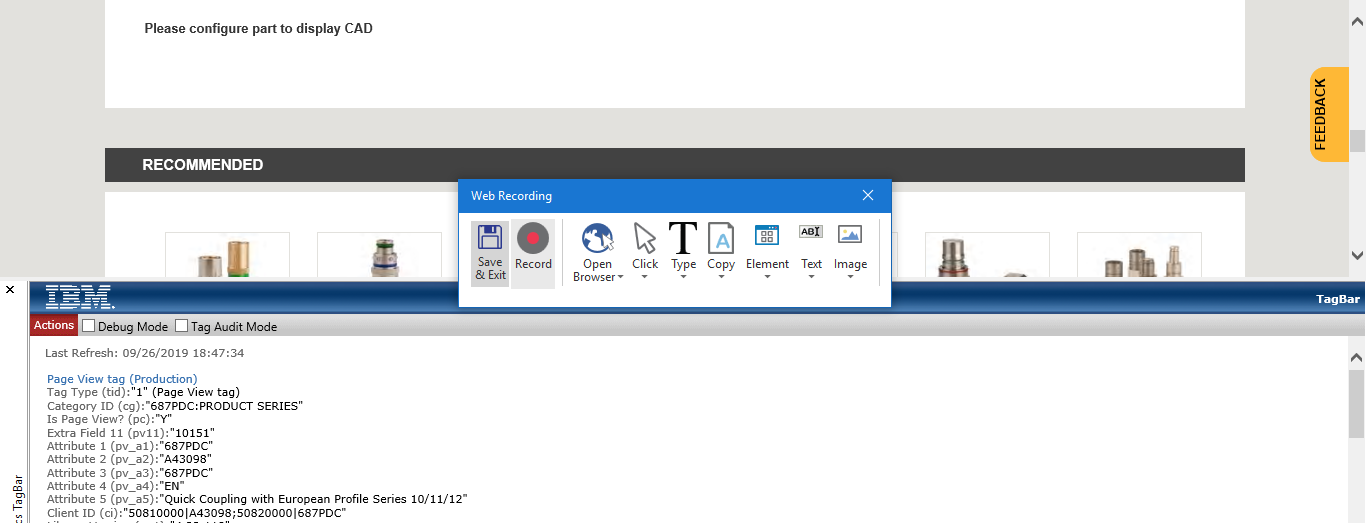 Please configure part to display CAD
FEEDBACK
RECOMMENDED
Web Recording
Save & Exit
Record
Open Browser
Click
Type
Copy
Element
Text
Image
IBM.
TagBar
Actions
Debug Mode
Tag Audit Mode
Last Refresh: 09/26/2019 18:47:34
Page View tag (Production)
Tag Type (tid):"1" (Page View tag)
Category ID (cg):"687PDC:PRODUCT SERIES"
Is Page View? (pc):"Y"
Extra Field 11 (pv11):"10151"
Attribute 1 (pv_a1):"687PDC"
Attribute 2 (pv_a2):"A43098"
Attribute 3 (pv_a3):"687PDC"
Attribute 4 (pv_a4):"EN"
Attribute 5 (pv_a5):"Quick Coupling with European Profile Series 10/11/12"
Client ID (ci):"50810000|A43098;50820000|687PDC"
cs TagBar